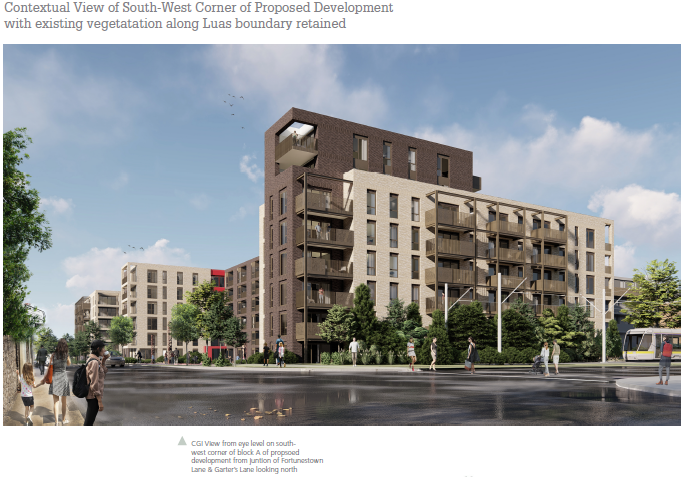 Contextual View of South-West Corner of Proposed Development
with existing vegetatation along Luas boundary retained
CGI View from eye level on south-
west corner of block A of proposed
development from juntion of Fortunestown
Lane & Garter's Lane looking north